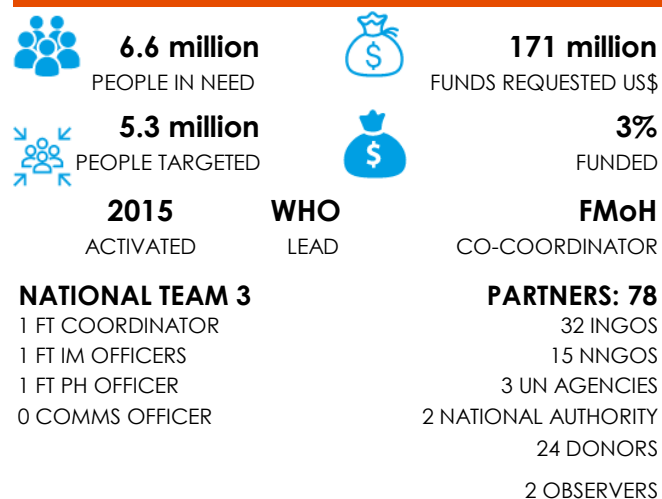 6.6 million
PEOPLE IN NEED
$
171 million
FUNDS REQUESTED US$
5.3 million
PEOPLE TARGETED
$
3%
FUNDED
2015
ACTIVATED
WHO
LEAD
FMoH
CO-COORDINATOR
NATIONAL TEAM 3
1 FT COORDINATOR
1 FT IM OFFICERS
1 FT PH OFFICER
0 COMMS OFFICER
PARTNERS: 78
32 INGOS
15 NNGOS
3 UN AGENCIES
2 NATIONAL AUTHORITY
24 DONORS
2 OBSERVERS